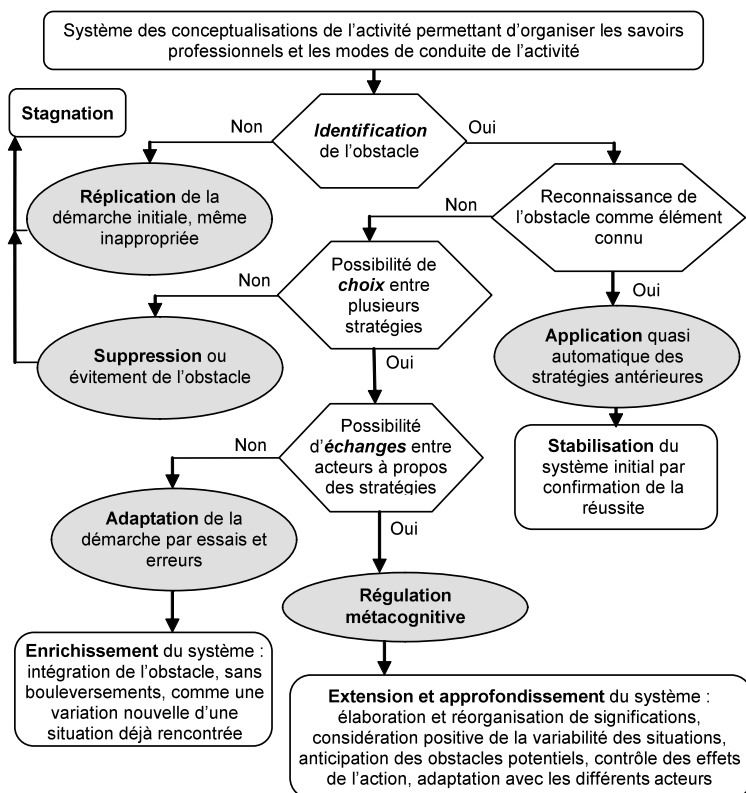 Système des conceptualisations de l'activité permettant d'organiser les savoirs
professionnels et les modes de conduite de l'activité
Stagnation
Non
Identification
de l'obstacle
Oui
Réplication de la
démarche initiale, même
inappropriée
Non
Reconnaissance de
l'obstacle comme élément
connu
Non
Possibilité de
choix entre
plusieurs
stratégies
Oui
Suppression ou
évitement de l'obstacle
Oui
Application quasi
automatique des
stratégies antérieures
Non
Possibilité
d'échanges entre
acteurs à propos
des stratégies
Stabilisation du
système initial par
confirmation de la
réussite
Adaptation de la
démarche par essais et
erreurs
Oui
Régulation
métacognitive
Enrichissement du système :
intégration de l'obstacle, sans
bouleversements, comme une
variation nouvelle d'une
situation déjà rencontrée
Extension et approfondissement du système :
élaboration et réorganisation de significations,
considération positive de la variabilité des situations,
anticipation des obstacles potentiels, contrôle des effets
de l'action, adaptation avec les différents acteurs